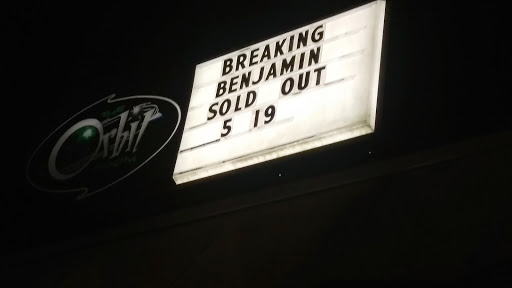 BREAKING
BENJAMIN
SOLD OUT
5 19
Orbit